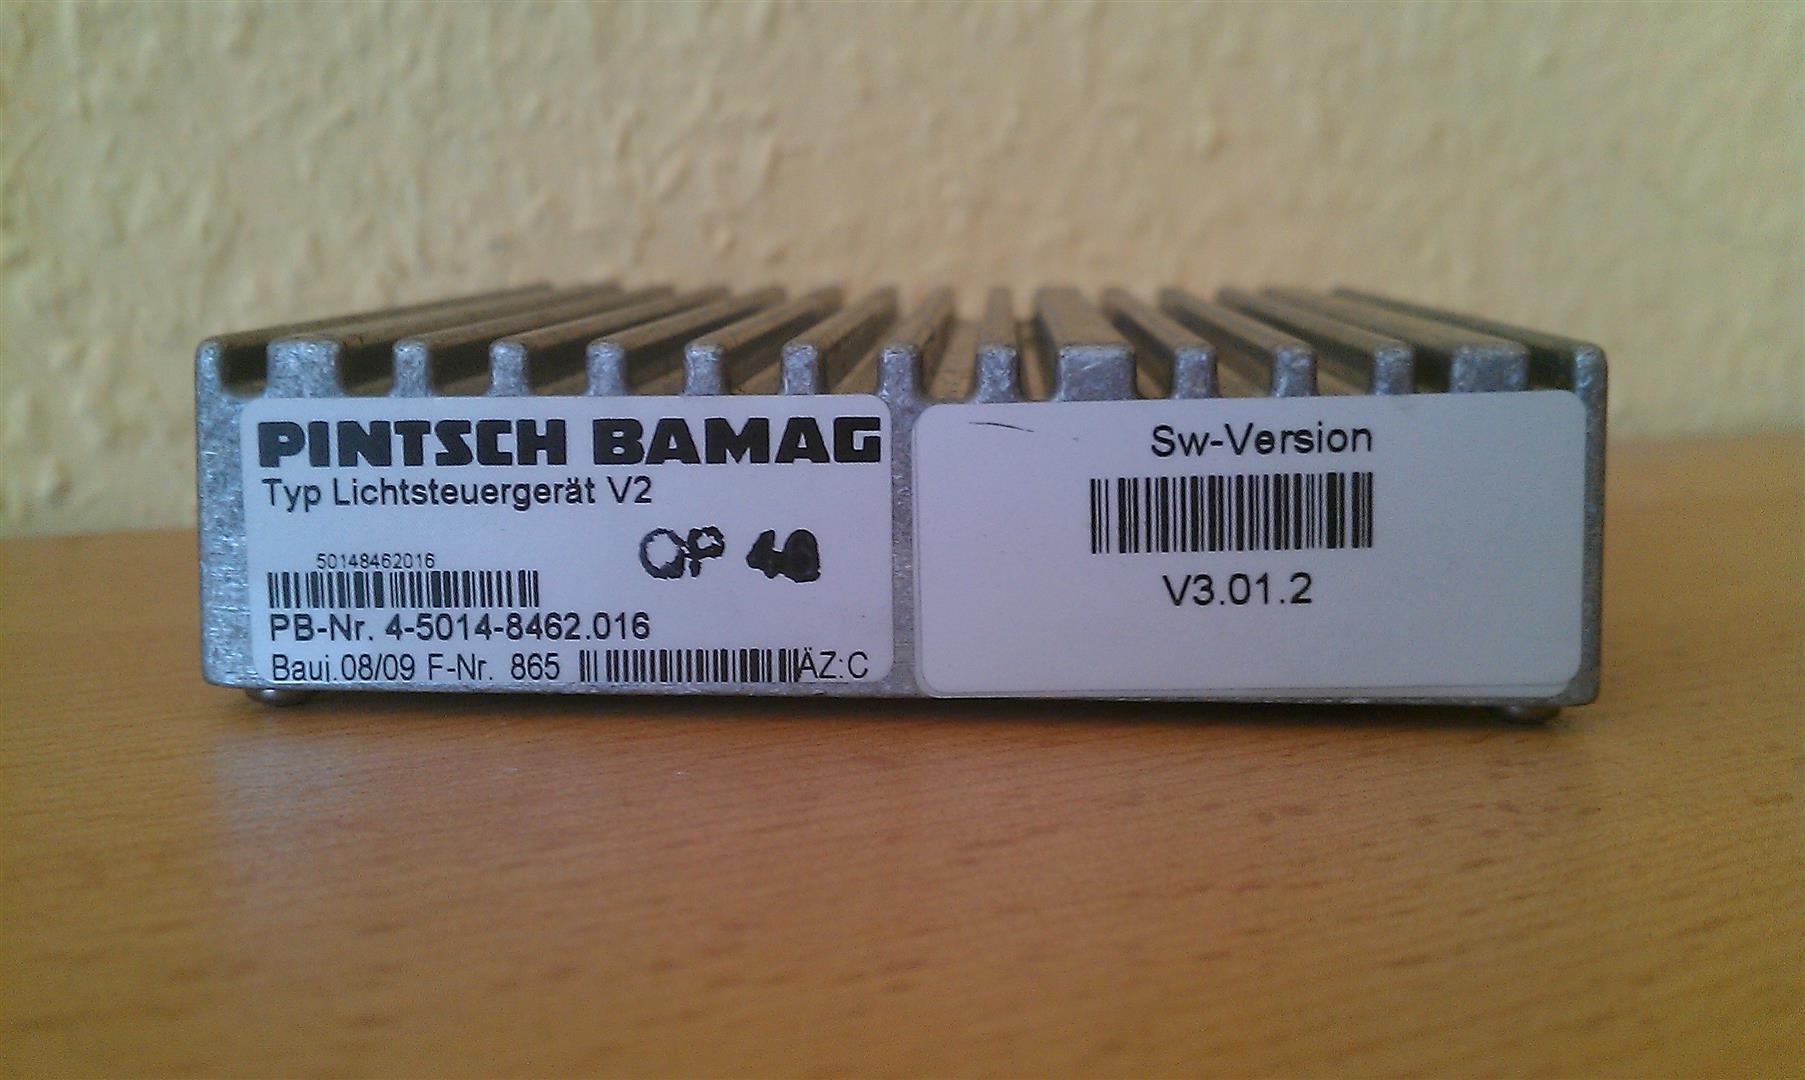 PINTSCH BAMAG
Typ Lichtsteuergerät V2
50148462016
PB-Nr. 4-5014-8462.016
Bauj.08/09 F-Nr. 865 ÄZ:C
Sw-Version
V3.01.2